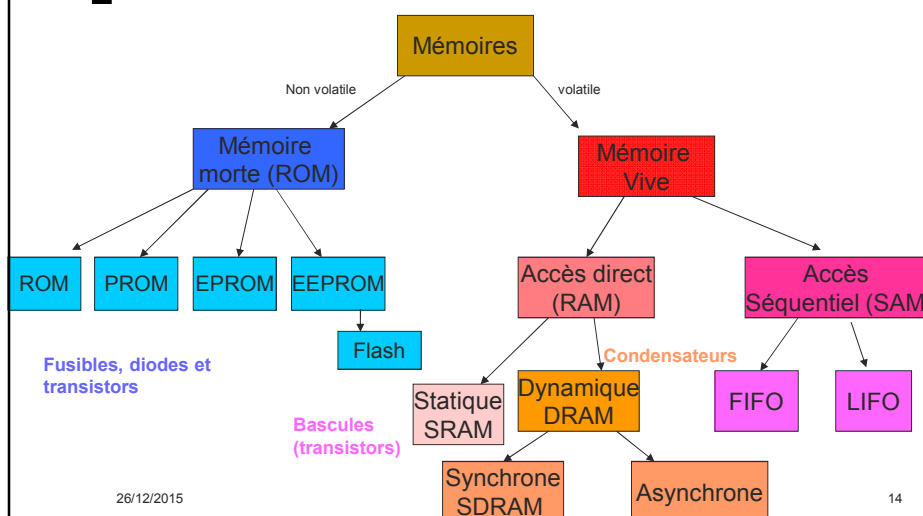 Mémoires
Non volatile
volatile
Mémoire
morte (ROM)
Mémoire
Vive
ROM
PROM
EPROM
EEPROM
Flash
Accès direct
(RAM)
Accès
Séquentiel (SAM
Fusibles, diodes et
transistors
Condensateurs
Bascules
(transistors)
Statique
SRAM
Dynamique
DRAM
FIFO
LIFO
Synchrone
SDRAM
Asynchrone
26/12/2015
14